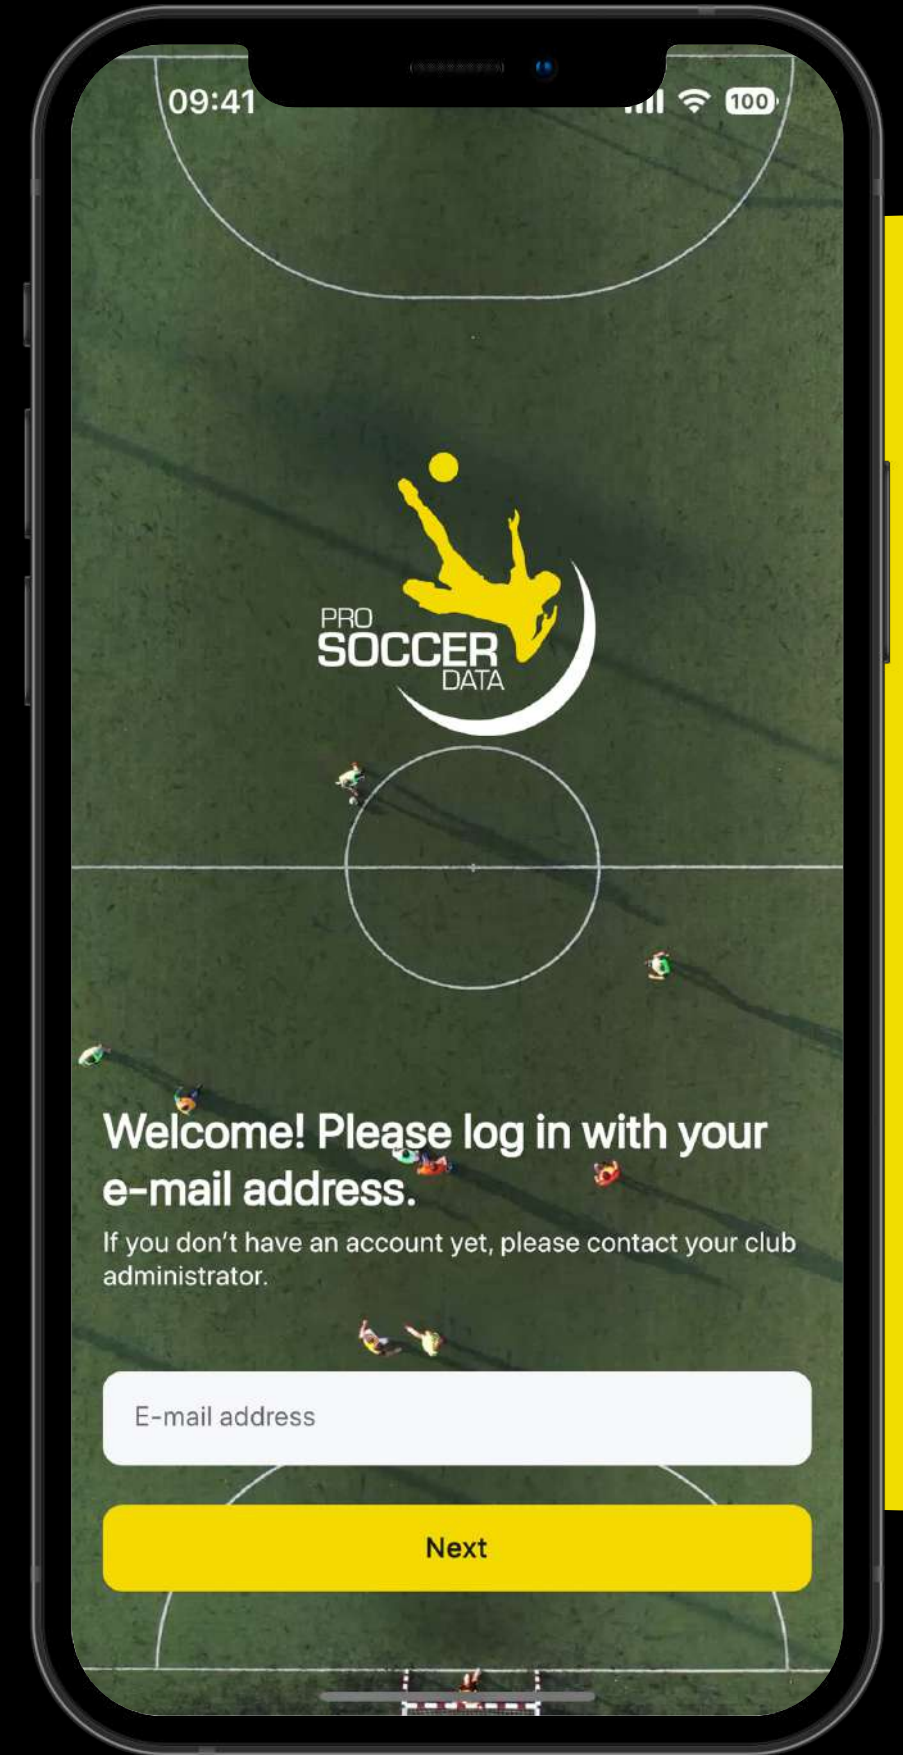 09:41
100
PRO
SOCCER
DATA
Welcome! Please log in with your
e-mail address.
If you don't have an account yet, please contact your club
administrator.
E-mail address
Next